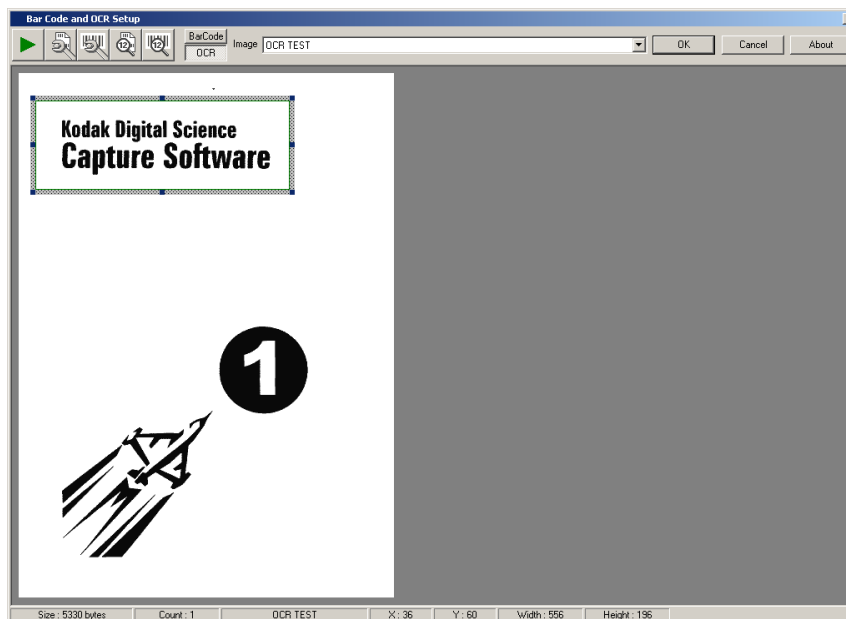 Bar Code and OCR Setup
BarCode
OCR
Image
OCR TEST
OK
Cancel
About
Kodak Digital Science
Capture Software
1
Size : 5330 bytes
Count : 1
OCR TEST
X : 36
Y : 60
Width : 556
Height : 196